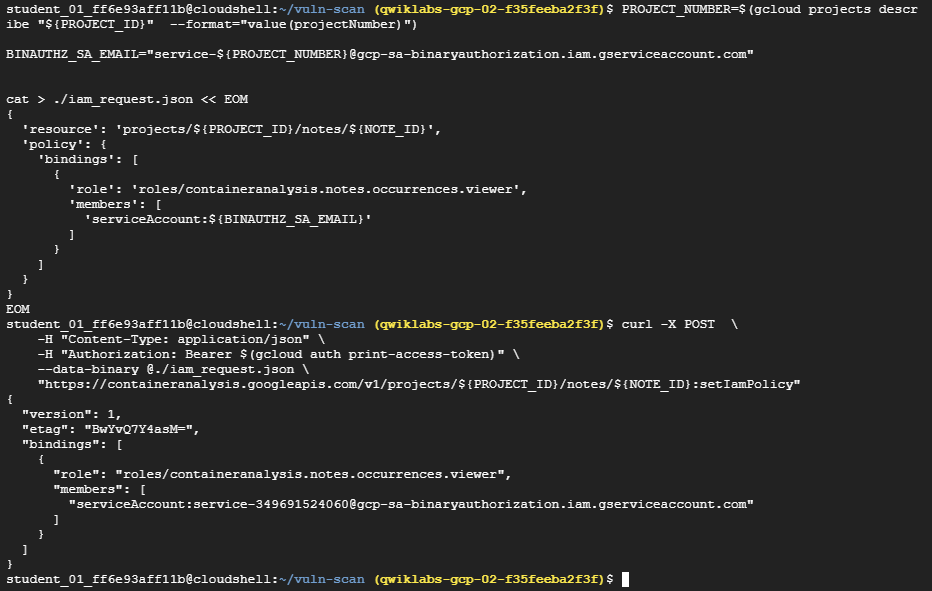 student_01_ff6e93aff11b@cloudshell:~/vuln-scan (qwiklabs-gcp-02-f35feeba2f3f)$ PROJECT_NUMBER=$(gcloud projects descr
ibe "${PROJECT_ID}"  --format="value(projectNumber)")
BINAUTHZ_SA_EMAIL="service-${PROJECT_NUMBER}@gcp-sa-binaryauthorization.iam.gserviceaccount.com"
cat > ./iam_request.json << EOM
{
  'resource': 'projects/${PROJECT_ID}/notes/${NOTE_ID}',
  'policy': {
    'bindings': [
      {
        'role': 'roles/containeranalysis.notes.occurrences.viewer',
        'members': [
          'serviceAccount:${BINAUTHZ_SA_EMAIL}'
        ]
      }
    ]
  }
}
EOM
student_01_ff6e93aff11b@cloudshell:~/vuln-scan (qwiklabs-gcp-02-f35feeba2f3f)$ curl -X POST  \
    -H "Content-Type: application/json" \
    -H "Authorization: Bearer $(gcloud auth print-access-token)" \
    --data-binary @./iam_request.json \
    "https://containeranalysis.googleapis.com/v1/projects/${PROJECT_ID}/notes/${NOTE_ID}:setIamPolicy"
{
  "version": 1,
  "etag": "BwYvQ7Y4asM=",
  "bindings": [
    {
      "role": "roles/containeranalysis.notes.occurrences.viewer",
      "members": [
        "serviceAccount:service-349691524060@gcp-sa-binaryauthorization.iam.gserviceaccount.com"
      ]
    }
  ]
}
student_01_ff6e93aff11b@cloudshell:~/vuln-scan (qwiklabs-gcp-02-f35feeba2f3f)$